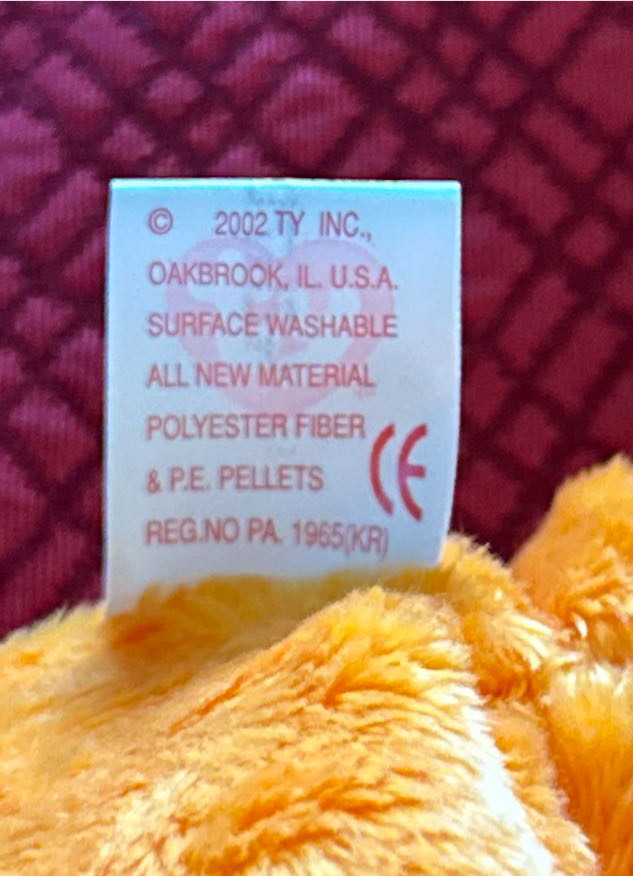 © 2002 TY INC.,
OAKBROOK, IL. U.S.A.
SURFACE WASHABLE
ALL NEW MATERIAL
POLYESTER FIBER
& P.E. PELLETS
CE
REG.NO PA. 1965(KR)